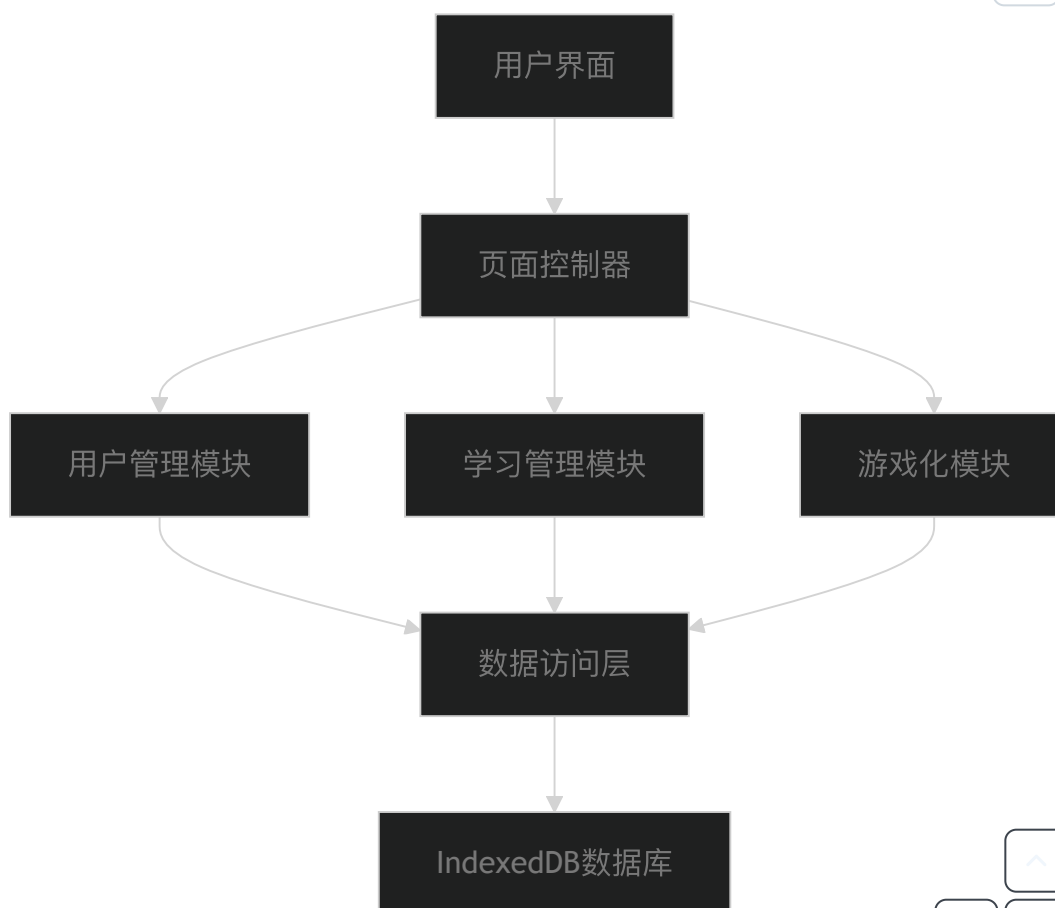 用户界面
页面控制器
用户管理模块
学习管理模块
游戏化模块
数据访问层
IndexedDB数据库